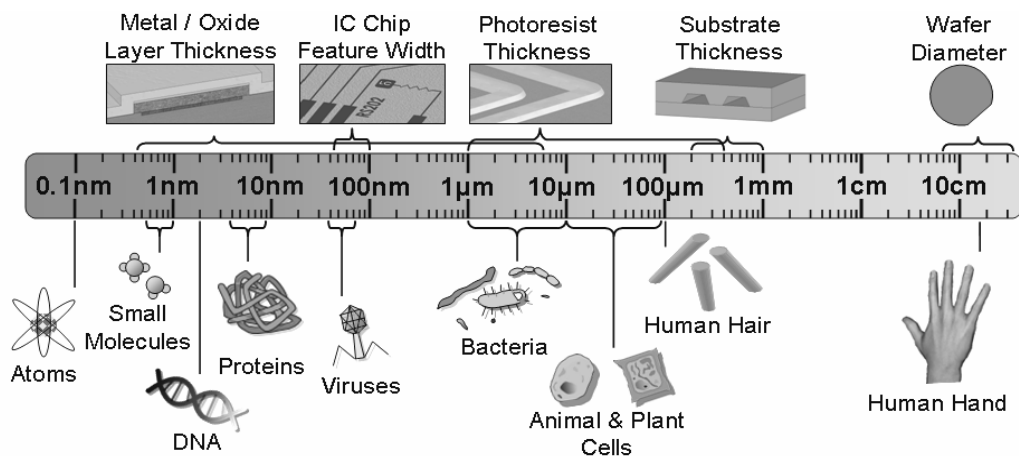 Metal / Oxide
Layer Thickness
IC Chip
Feature Width
Photoresist
Thickness
Substrate
Thickness
Wafer
Diameter
RS202
0.1nm
1nm
10nm
100nm
1µm
10µm
100µm
1mm
1cm
10cm
Atoms
Small
Molecules
DNA
Proteins
Viruses
Bacteria
Animal & Plant
Cells
Human Hair
Human Hand